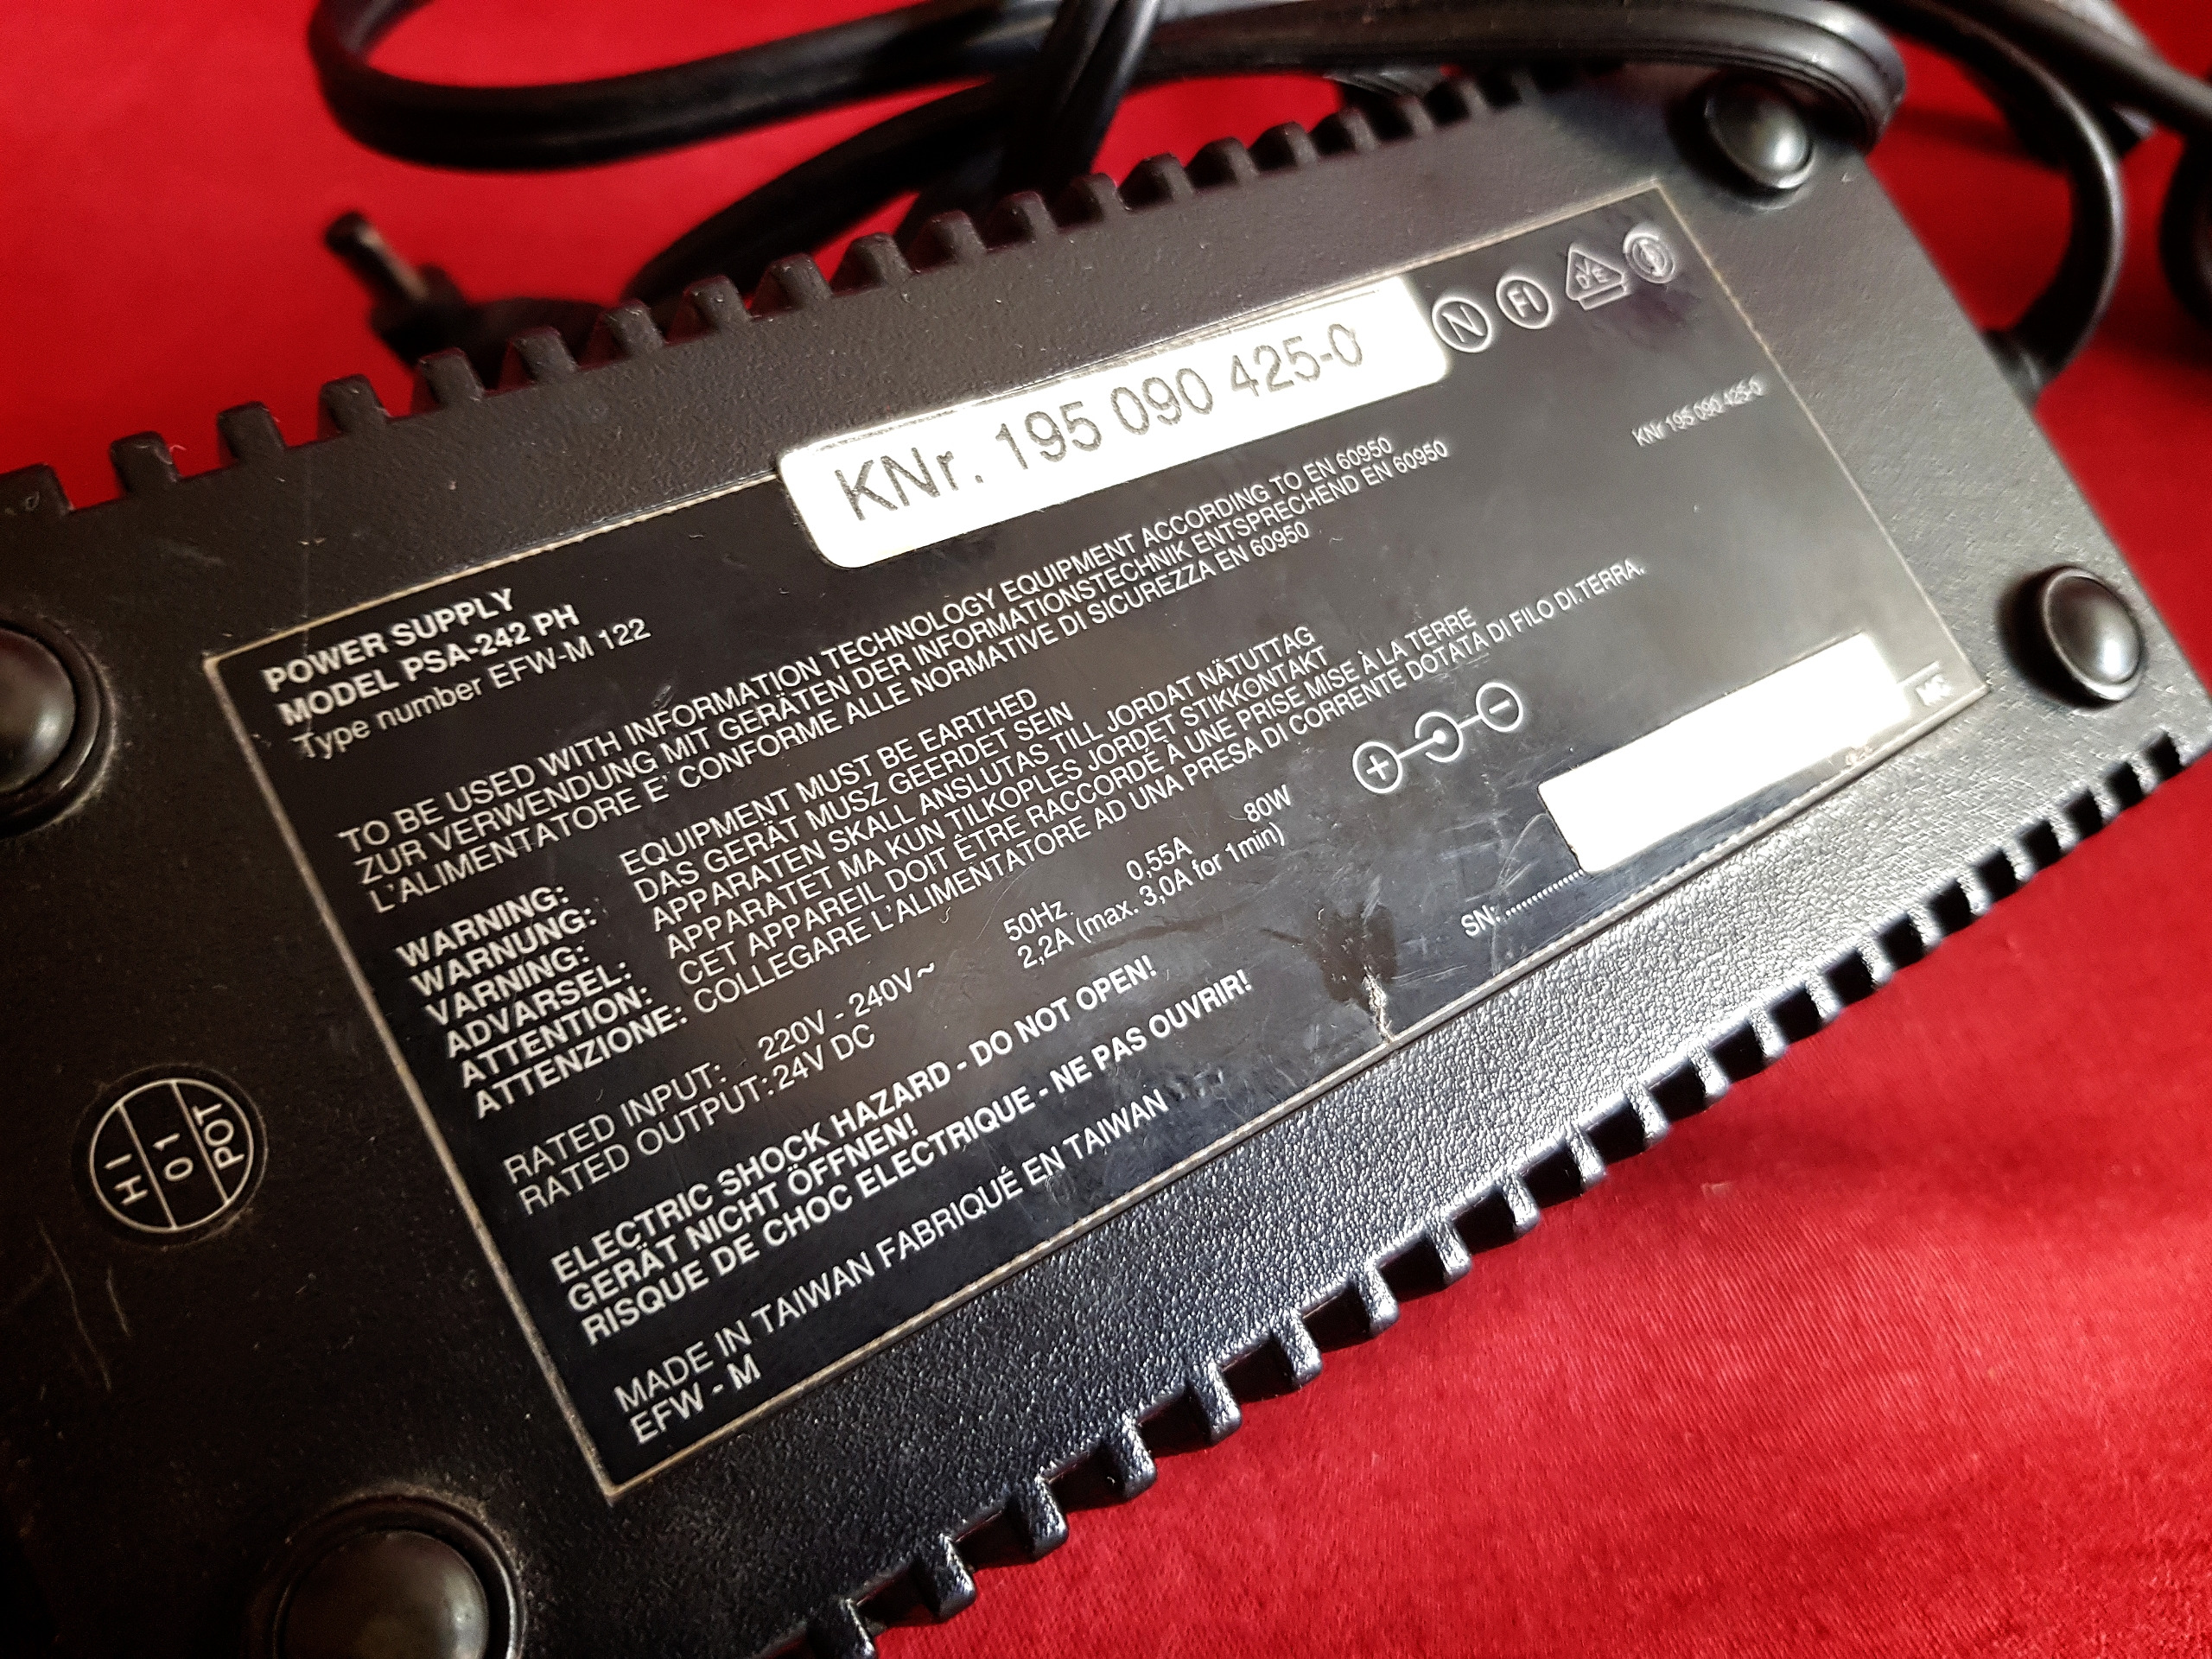 KNr. 195 090 425-0
N FI VDE
KNr 195 090 425-0
POWER SUPPLY
MODEL PSA-242 PH
Type number EFW-M 122
TO BE USED WITH INFORMATION TECHNOLOGY EQUIPMENT ACCORDING TO EN 60950
ZUR VERWENDUNG MIT GERÄTEN DER INFORMATIONSTECHNIK ENTSPRECHEND EN 60950
L'ALIMENTATORE E' CONFORME ALLE NORMATIVE DI SICUREZZA EN 60950
WARNING: EQUIPMENT MUST BE EARTHED
WARNUNG: DAS GERÄT MUSZ GEERDET SEIN
VARNING: APPARATEN SKALL ANSLUTAS TILL JORDAT NÄTUTTAG
ADVARSEL: APPARATET MA KUN TILKOPLES JORDET STIKKONTAKT
ATTENTION: CET APPAREIL DOIT ÊTRE RACCORDÉ A UNE PRISE MISE À LA TERRE
ATTENZIONE: COLLEGARE L'ALIMENTATORE AD UNA PRESA DI CORRENTE DOTATA DI FILO DI.TERRA.
RATED INPUT: 220V - 240V ~ 50Hz 0,55A 80W
RATED OUTPUT: 24V DC 2,2A (max. 3,0A for 1min)
+ -
ELECTRIC SHOCK HAZARD - DO NOT OPEN!
GERÄT NICHT ÖFFNEN!
RISQUE DE CHOC ELECTRIQUE - NE PAS OUVRIR!
SN: ................
MADE IN TAIWAN FABRIQUÉ EN TAIWAN
EFW - M
HI
01
POT